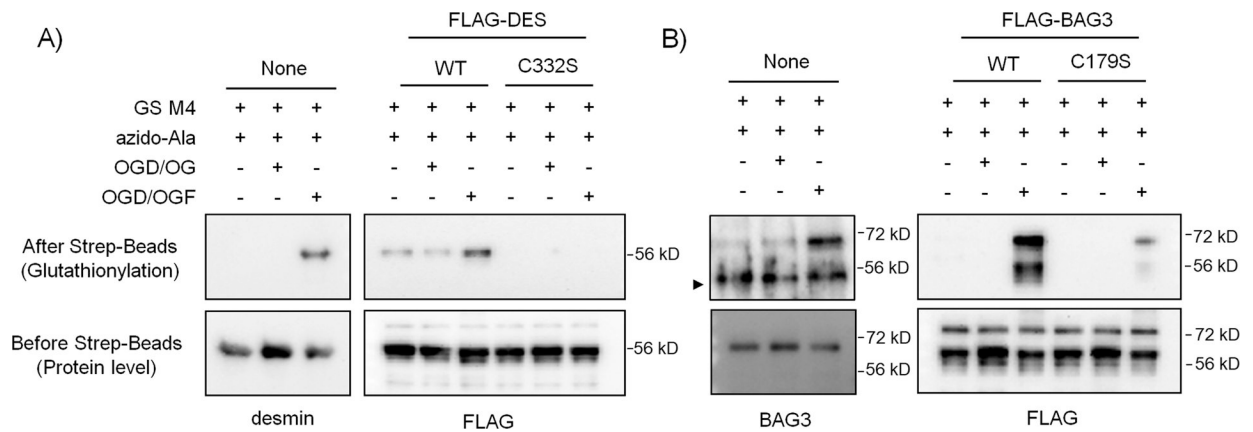 A)
FLAG-DES
None
WT
C332S
GS M4 + + + + + + + + +
azido-Ala + + + + + + + + +
OGD/OG - + - - + - - + -
OGD/OGF - - + - - + - - +
After Strep-Beads
(Glutathionylation)
-56 kD
Before Strep-Beads
(Protein level)
-56 kD
desmin
FLAG
B)
FLAG-BAG3
None
WT
C179S
+ + + + + + + + +
+ + + + + + + + +
- + - - + - - + -
- - + - - + - - +
-72 kD
-56 kD
-72 kD
-56 kD
-72 kD
-56 kD
-72 kD
-56 kD
BAG3
FLAG